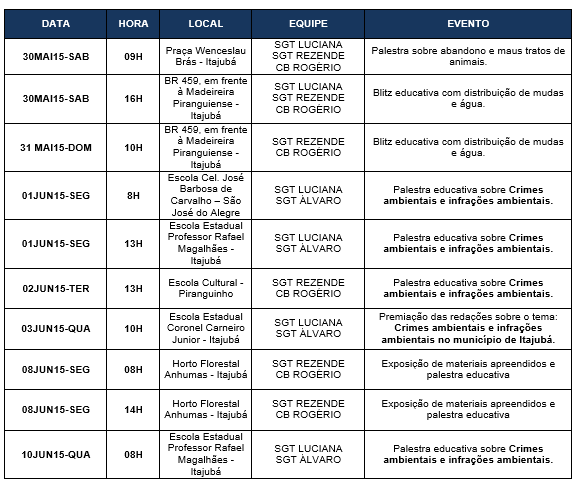 DATA HORA LOCAL EQUIPE EVENTO
30MAI15-SAB
09H
Praça Wenceslau
Brás - Itajubá
SGT LUCIANA
SGT REZENDE
CB ROGÉRIO
Palestra sobre abandono e maus tratos de
animais.
30MAI15-SAB
16H
BR 459, em frente
à Madeireira
Piranguiense -
Itajubá
SGT LUCIANA
SGT REZENDE
CB ROGÉRIO
Blitz educativa com distribuição de mudas
e água.
31 MAI15-DOM
10H
BR 459, em frente
à Madeireira
Piranguiense -
Itajubá
SGT REZENDE
CB ROGÉRIO
Blitz educativa com distribuição de mudas
e água.
01JUN15-SEG
8H
Escola Cel. José
Barbosa de
Carvalho – São
José do Alegre
SGT LUCIANA
SGT ÁLVARO
Palestra educativa sobre Crimes
ambientais e infrações ambientais.
01JUN15-SEG
13H
Escola Estadual
Professor Rafael
Magalhães -
Itajubá
SGT LUCIANA
SGT ÁLVARO
Palestra educativa sobre Crimes
ambientais e infrações ambientais.
02JUN15-TER
13H
Escola Cultural -
Piranguinho
SGT REZENDE
CB ROGÉRIO
Palestra educativa sobre Crimes
ambientais e infrações ambientais.
03JUN15-QUA
10H
Escola Estadual
Coronel Carneiro
Junior - Itajubá
SGT LUCIANA
SGT ÁLVARO
Premiação das redações sobre o tema:
Crimes ambientais e infrações
ambientais no município de Itajubá.
08JUN15-SEG
08H
Horto Florestal
Anhumas - Itajubá
SGT REZENDE
CB ROGÉRIO
Exposição de materiais apreendidos e
palestra educativa
08JUN15-SEG
14H
Horto Florestal
Anhumas - Itajubá
SGT REZENDE
CB ROGÉRIO
Exposição de materiais apreendidos e
palestra educativa
10JUN15-QUA
08H
Escola Estadual
Professor Rafael
Magalhães -
Itajubá
SGT LUCIANA
SGT ÁLVARO
Palestra educativa sobre Crimes
ambientais e infrações ambientais.